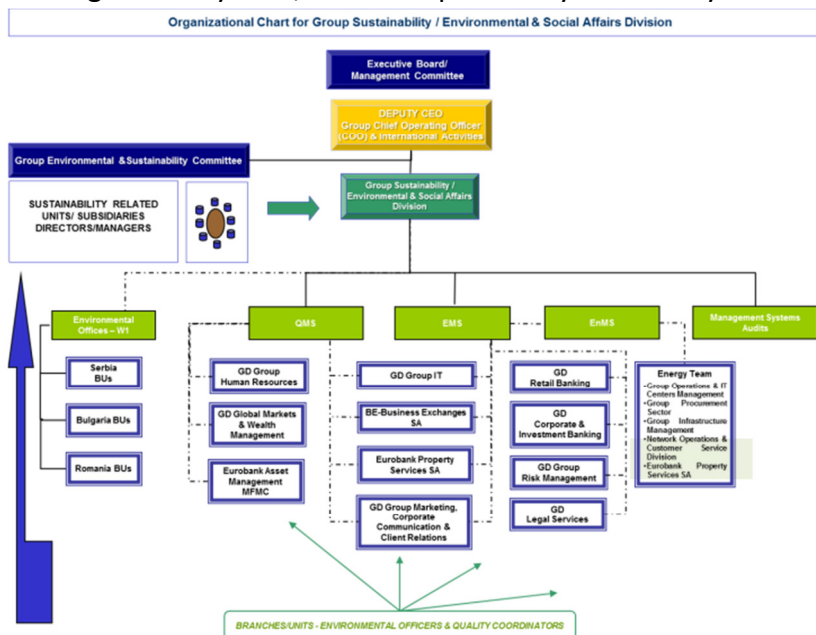 Organizational Chart for Group Sustainability / Environmental & Social Affairs Division
Executive Board/
Management Committee
DEPUTY CEO
Group Chief Operating Officer
(COO) & International Activities
Group Environmental &Sustainability Committee
SUSTAINABILITY RELATED
UNITS/ SUBSIDIARIES
DIRECTORS/MANAGERS
Group Sustainability /
Environmental & Social Affairs
Division
Environmental
Offices – W1
QMS
EMS
EnMS
Management Systems
Audits
Serbia
BUs
Bulgaria BUs
Romania BUs
GD Group
Human Resources
GD Global Markets
& Wealth
Management
Eurobank Asset
Management
MFMC
GD Group IT
BE-Business Exchanges
SA
Eurobank Property
Services SA
GD Group Marketing,
Corporate
Communication &
Client Relations
GD
Retail Banking
GD
Corporate &
Investment Banking
GD Group
Risk Management
GD
Legal Services
Energy Team
•Group Operations & IT
Centers Management
•Group Procurement
Sector
•Group Infrastructure
Management
•Network Operations &
Customer Service
Division
•Eurobank Property
Services SA
BRANCHES/UNITS - ENVIRONMENTAL OFFICERS & QUALITY COORDINATORS